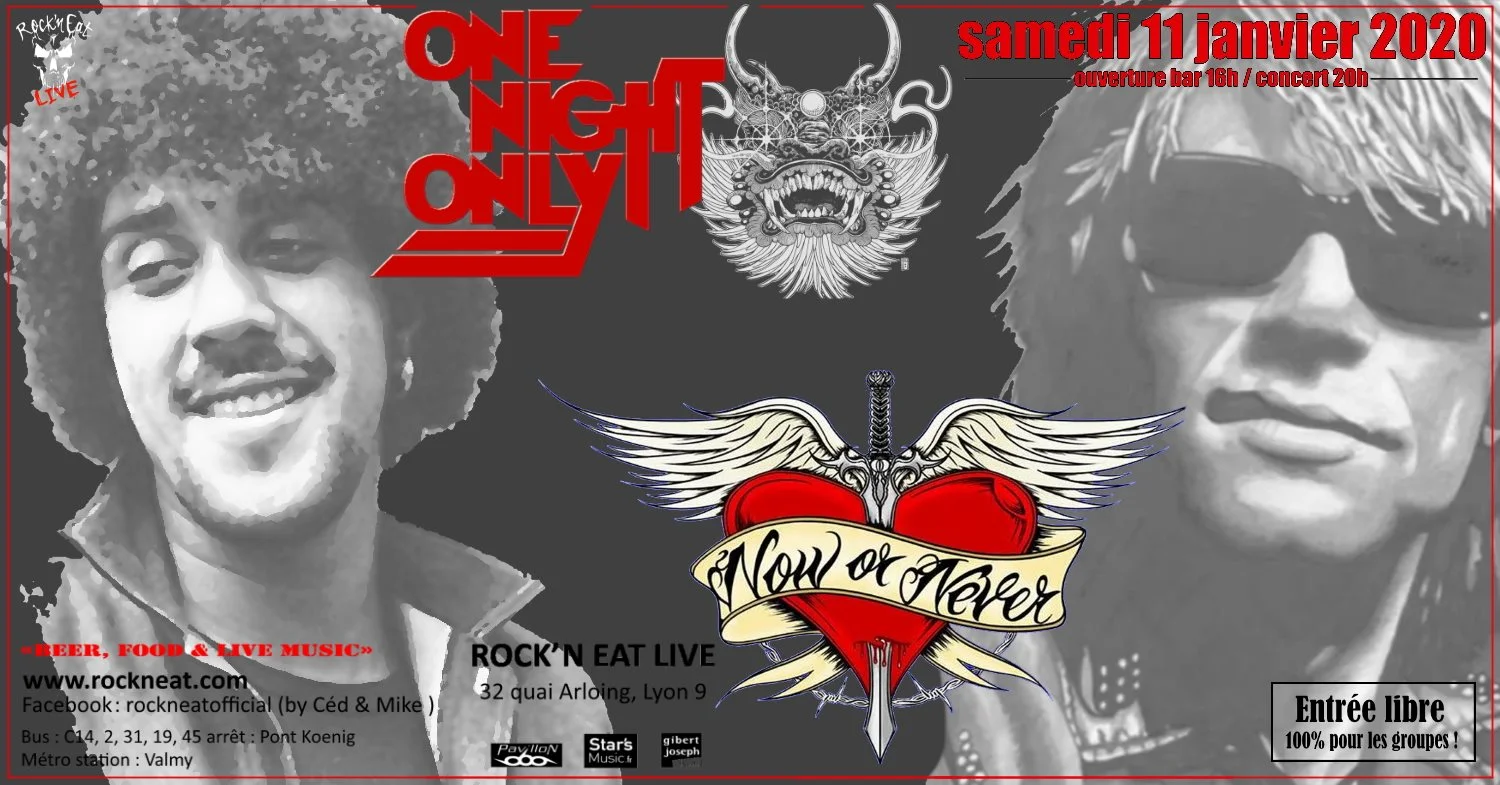 Rock'n Eat
LIVE
ONE
NIGHT
ONLY
samedi 11 janvier 2020
ouverture bar 16h / concert 20h
Now or Never
«BEER, FOOD & LIVE MUSIC»
www.rockneat.com
Facebook : rockneatofficial (by Céd & Mike )
Bus : C14, 2, 31, 19, 45 arrêt : Pont Koenig
Métro station : Valmy
ROCK'N EAT LIVE
32 quai Arloing, Lyon 9
PavilloN
Star's
Music.fr
gibert
joseph
Entrée libre
100% pour les groupes !